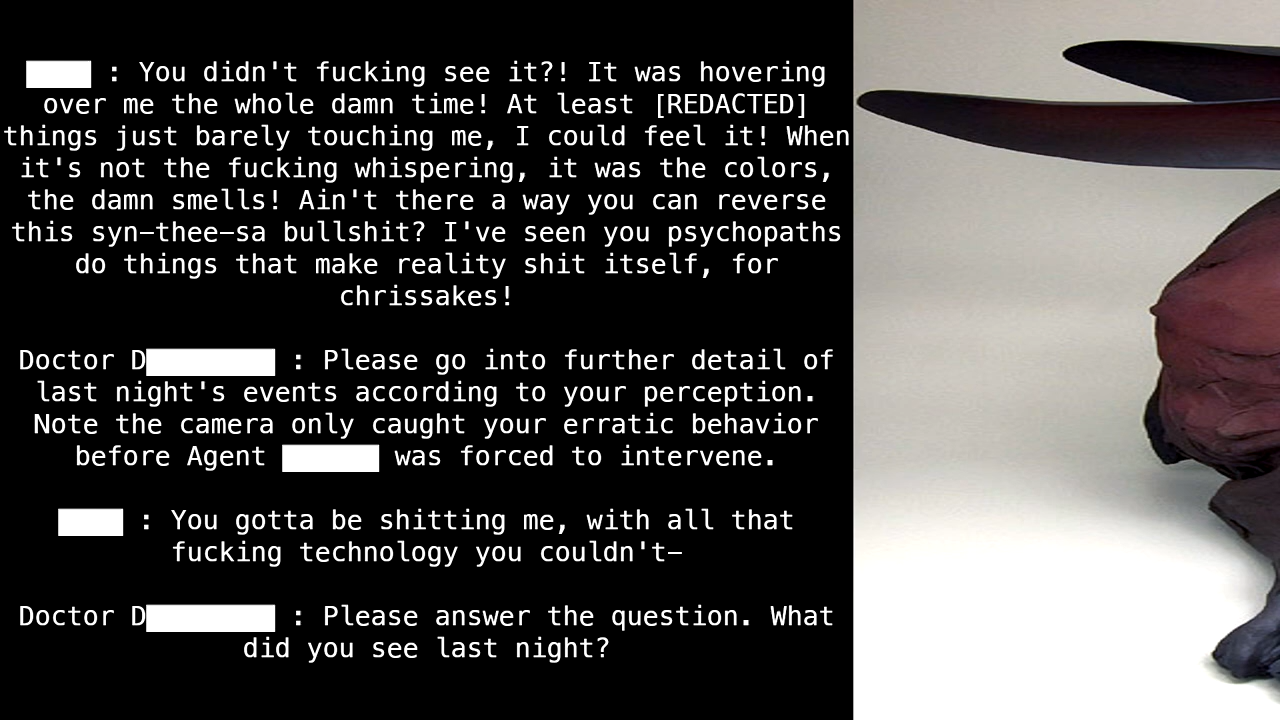 : You didn't fucking see it?! It was hovering
over me the whole damn time! At least [REDACTED]
things just barely touching me, I could feel it! When
it's not the fucking whispering, it was the colors,
the damn smells! Ain't there a way you can reverse
this syn–thee–sa bullshit? I've seen you psychopaths
do things that make reality shit itself, for
chrissakes!
Doctor D : Please go into further detail of
last night's events according to your perception.
Note the camera only caught your erratic behavior
before Agent was forced to intervene.
: You gotta be shitting me, with all that
fucking technology you couldn't–
Doctor D : Please answer the question. What
did you see last night?